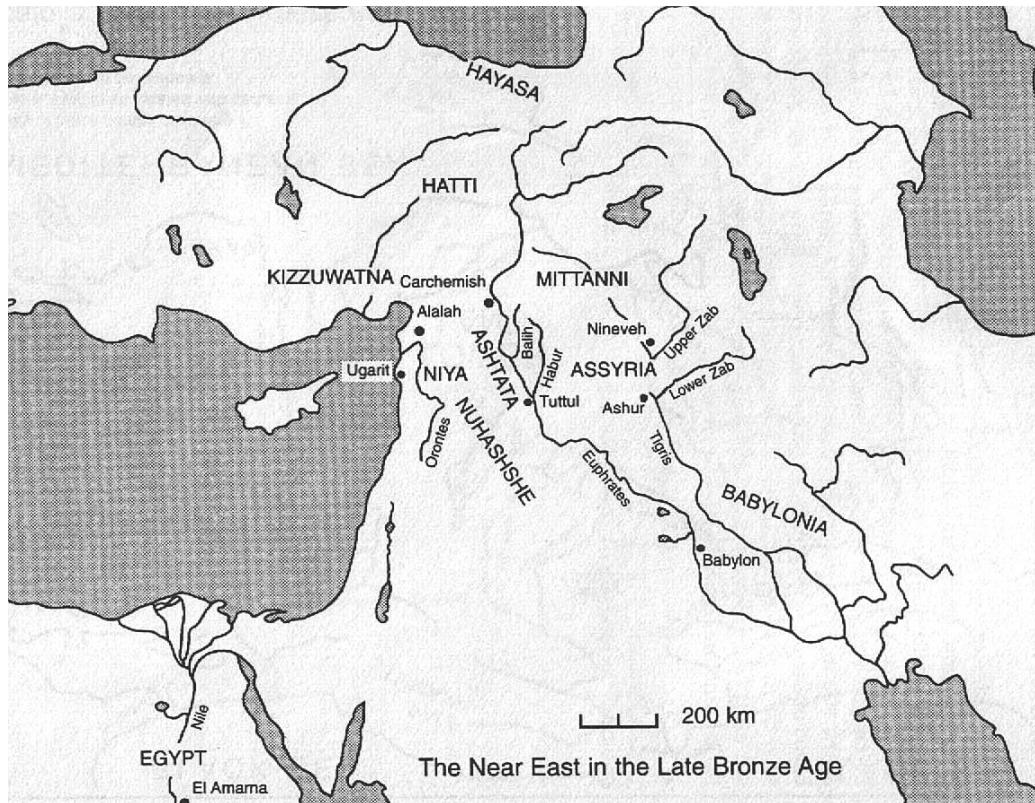 HAYASA
HATTI
KIZZUWATNA
Carchemish
MITTANNI
Alalah
Nineveh
Balih
Upper Zab
Ugarit
NIYA
ASHTATA
Habur
ASSYRIA
Lower Zab
Tuttul
Ashur
NUHASHSHE
Orontes
Tigris
Euphrates
BABYLONIA
Babylon
Nile
200 km
EGYPT
The Near East in the Late Bronze Age
El Amarna